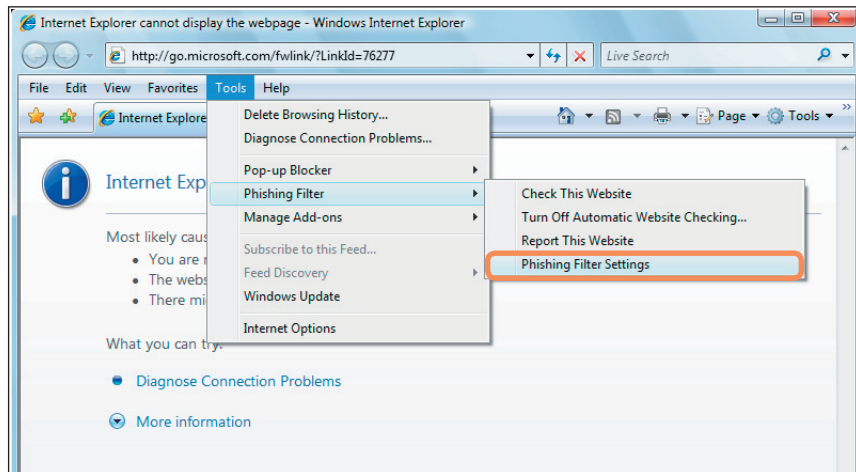 Internet Explorer cannot display the webpage - Windows Internet Explorer
http://go.microsoft.com/fwlink/?LinkId=76277
Live Search
File Edit View Favorites Tools Help
Internet Explore
Page Tools
Delete Browsing History...
Diagnose Connection Problems...
Pop-up Blocker
Phishing Filter
Manage Add-ons
Subscribe to this Feed...
Feed Discovery
Windows Update
Internet Options
Check This Website
Turn Off Automatic Website Checking...
Report This Website
Phishing Filter Settings
Internet Exp
Most likely caus
You are
The webs
There mi
What you can try:
Diagnose Connection Problems
More information